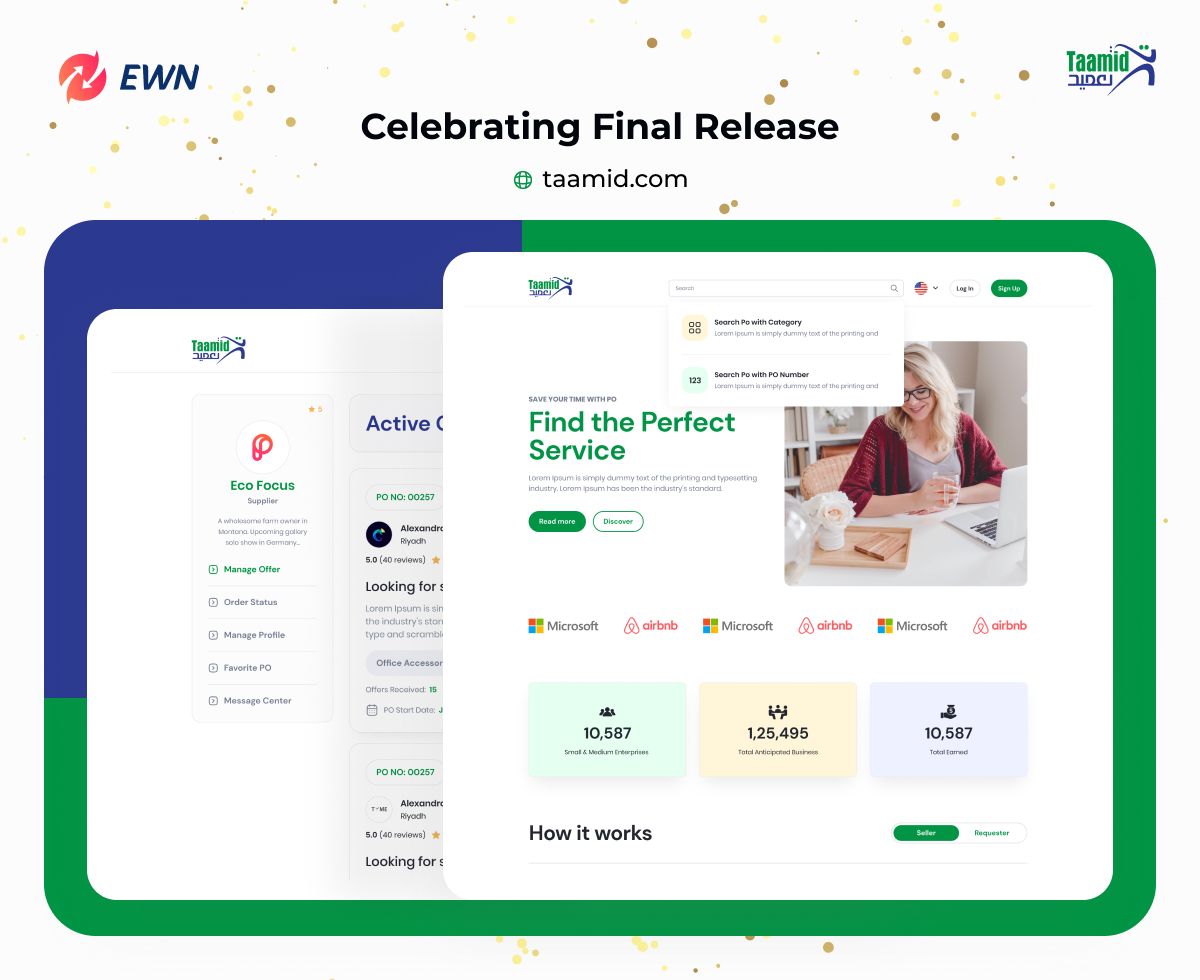 EWN
Taamid
تعميد
Celebrating Final Release
taamid.com
Taamid
تعميد
5
Eco Focus
Supplier
A wholesome farm owner in
Montana. Upcoming gallery
solo show in Germany...
Manage Offer
Order Status
Manage Profile
Favorite PO
Message Center
Active
PO NO: 00257
Alexandro
Riyadh
5.0 (40 reviews)
Looking for s
Lorem Ipsum is sim
the industry's stan
type and scramble
Office Accessor
Offers Received: 15
PO Start Date: J
PO NO: 00257
T ME
Alexandro
Riyadh
5.0 (40 reviews)
Looking for s
Taamid
تعميد
Search
Log In
Sign Up
Search Po with Category
Lorem Ipsum is simply dummy text of the printing and
123
Search Po with PO Number
Lorem Ipsum is simply dummy text of the printing and
SAVE YOUR TIME WITH PO
Find the Perfect
Service
Lorem Ipsum is simply dummy text of the printing and typesetting
industry. Lorem Ipsum has been the industry's standard.
Read more
Discover
Microsoft airbnb Microsoft airbnb Microsoft airbnb
10,587
Small & Medium Enterprises
1,25,495
Total Anticipated Business
10,587
Total Earned
How it works
Seller
Requester